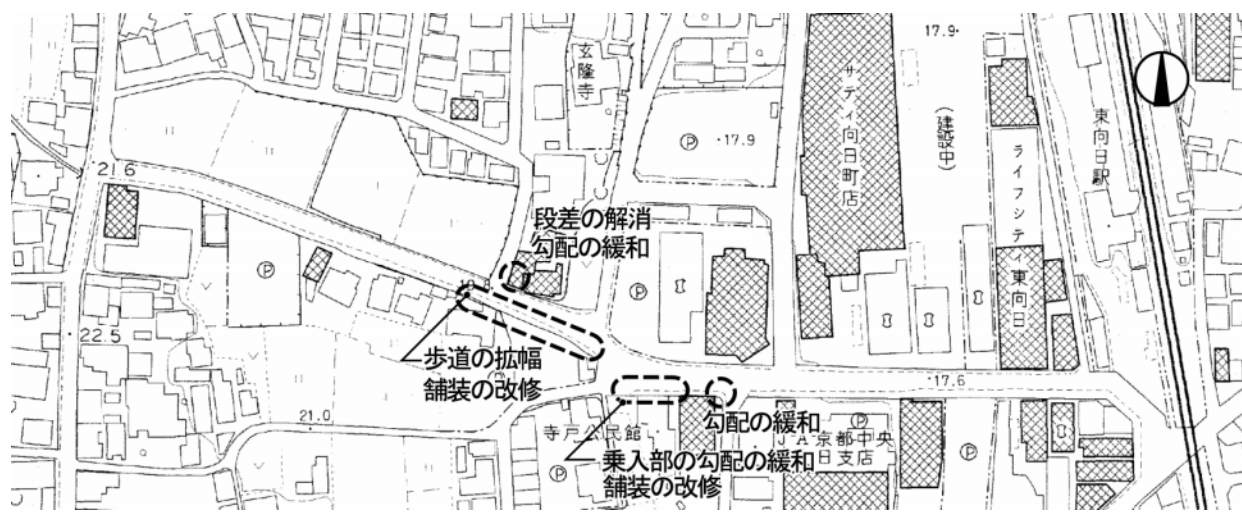 玄隆寺
17.9
サティ向日町店
(建設中)
ライフシティ東向日
東向日駅
P
17.9
21.6
段差の解消
勾配の緩和
P
P
22.5
歩道の拡幅
舗装の改修
17.6
21.0
勾配の緩和
寺戸公民館
P
JA京都中央
日支店
乗入部の勾配の緩和
舗装の改修
P
P